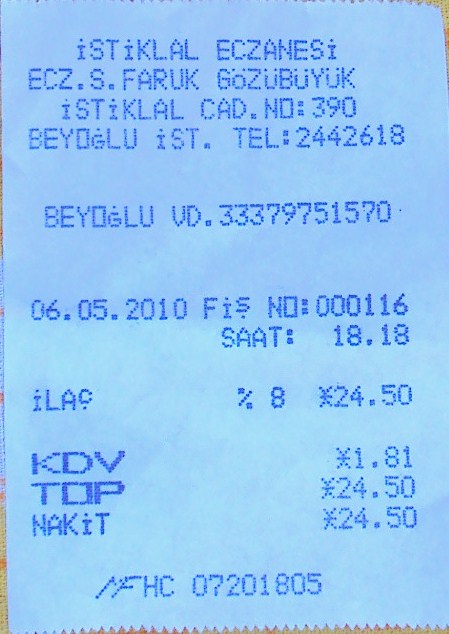 İSTİKLAL ECZANESİ
ECZ.S.FARUK GÖZÜBÜYÜK
İSTİKLAL CAD.NO:390
BEYOĞLU İST. TEL:2442618
BEYOĞLU VD.33379751570
06.05.2010 FİŞ NO:000116
SAAT: 18.18
İLAÇ % 8 *24.50
KDV *1.81
TOP *24.50
NAKİT *24.50
MF HC 07201805